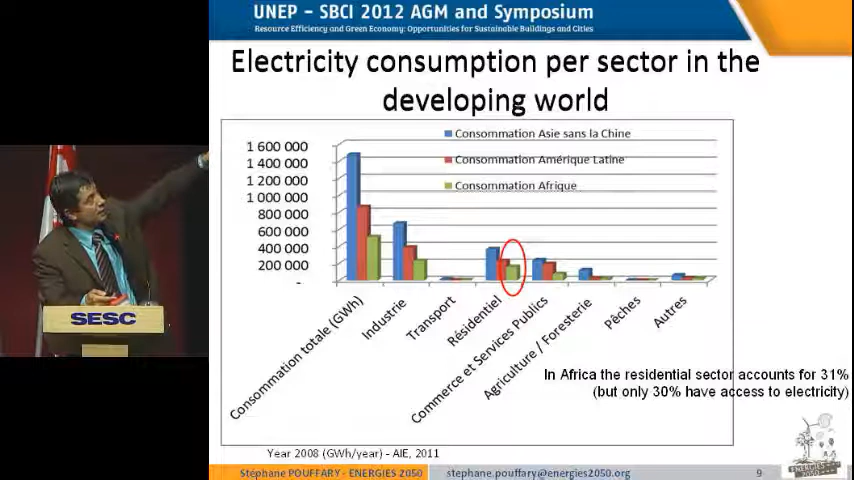 UNEP – SBCI 2012 AGM and Symposium
Resource Efficiency and Green Economy: Opportunities for Sustainable Buildings and Cities
Electricity consumption per sector in the
developing world
Consommation Asie sans la Chine
Consommation Amérique Latine
Consommation Afrique
1 600 000
1 400 000
1 200 000
1 000 000
800 000
600 000
400 000
200 000
-
Consommation totale (GWh)
Industrie
Transport
Résidentiel
Commerce et Services Publics
Agriculture / Foresterie
Pêches
Autres
In Africa the residential sector accounts for 31%
(but only 30% have access to electricity)
Year 2008 (GWh/year) - AIE, 2011
Stéphane POUFFARY - ENERGIES 2050
stephane.pouffary@energies2050.org
9
ENERGIES
2050
SESC